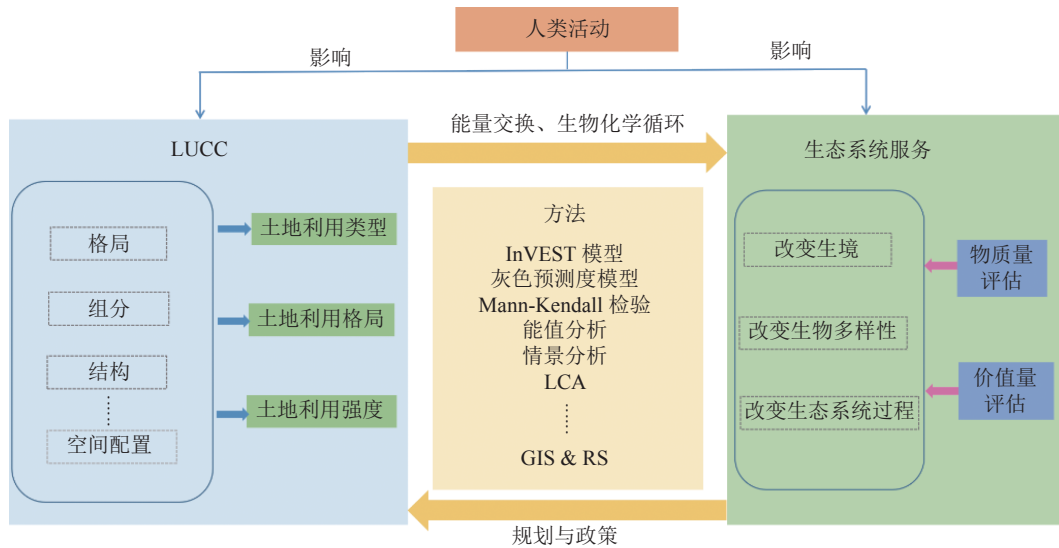 人类活动
影响
影响
能量交换、生物化学循环
LUCC
格局
组分
结构
……
空间配置
土地利用类型
土地利用格局
土地利用强度
方法
InVEST 模型
灰色预测度模型
Mann-Kendall 检验
能值分析
情景分析
LCA
……
GIS & RS
生态系统服务
改变生境
改变生物多样性
改变生态系统过程
物质量
评估
价值量
评估
规划与政策